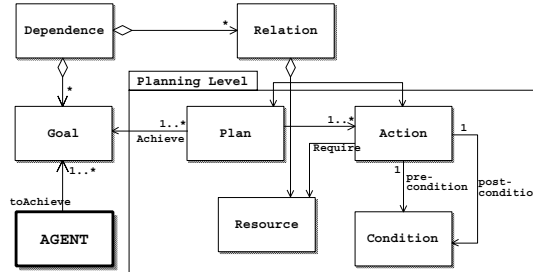 Dependence
*
Relation
*
Planning Level
Goal
1..*
Achieve
Plan
1..*
Require
Action
1
1
pre-
condition
post-
conditio
1..*
toAchieve
AGENT
Resource
Condition